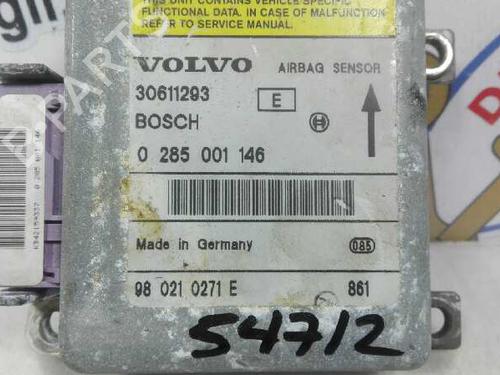 THIS UNIT CONTAINS VEHICLE SPECIFIC
FUNCTIONAL DATA. IN CASE OF MALFUNCTION
REFER TO SERVICE MANUAL.
VOLVO AIRBAG SENSOR
30611293 E
BOSCH
0 285 001 146
Made in Germany 085
98 021 0271 E 861
54712
B-PARTS